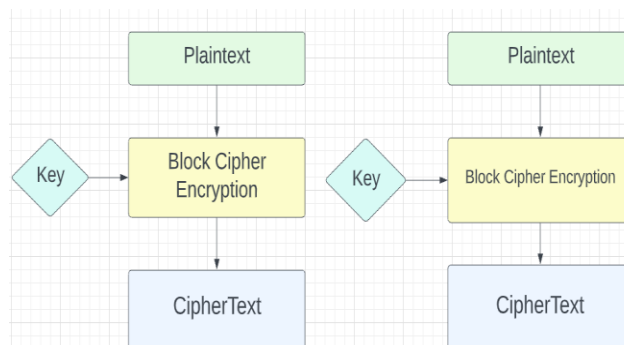 Plaintext
Key
Block Cipher
Encryption
CipherText
Plaintext
Key
Block Cipher Encryption
CipherText